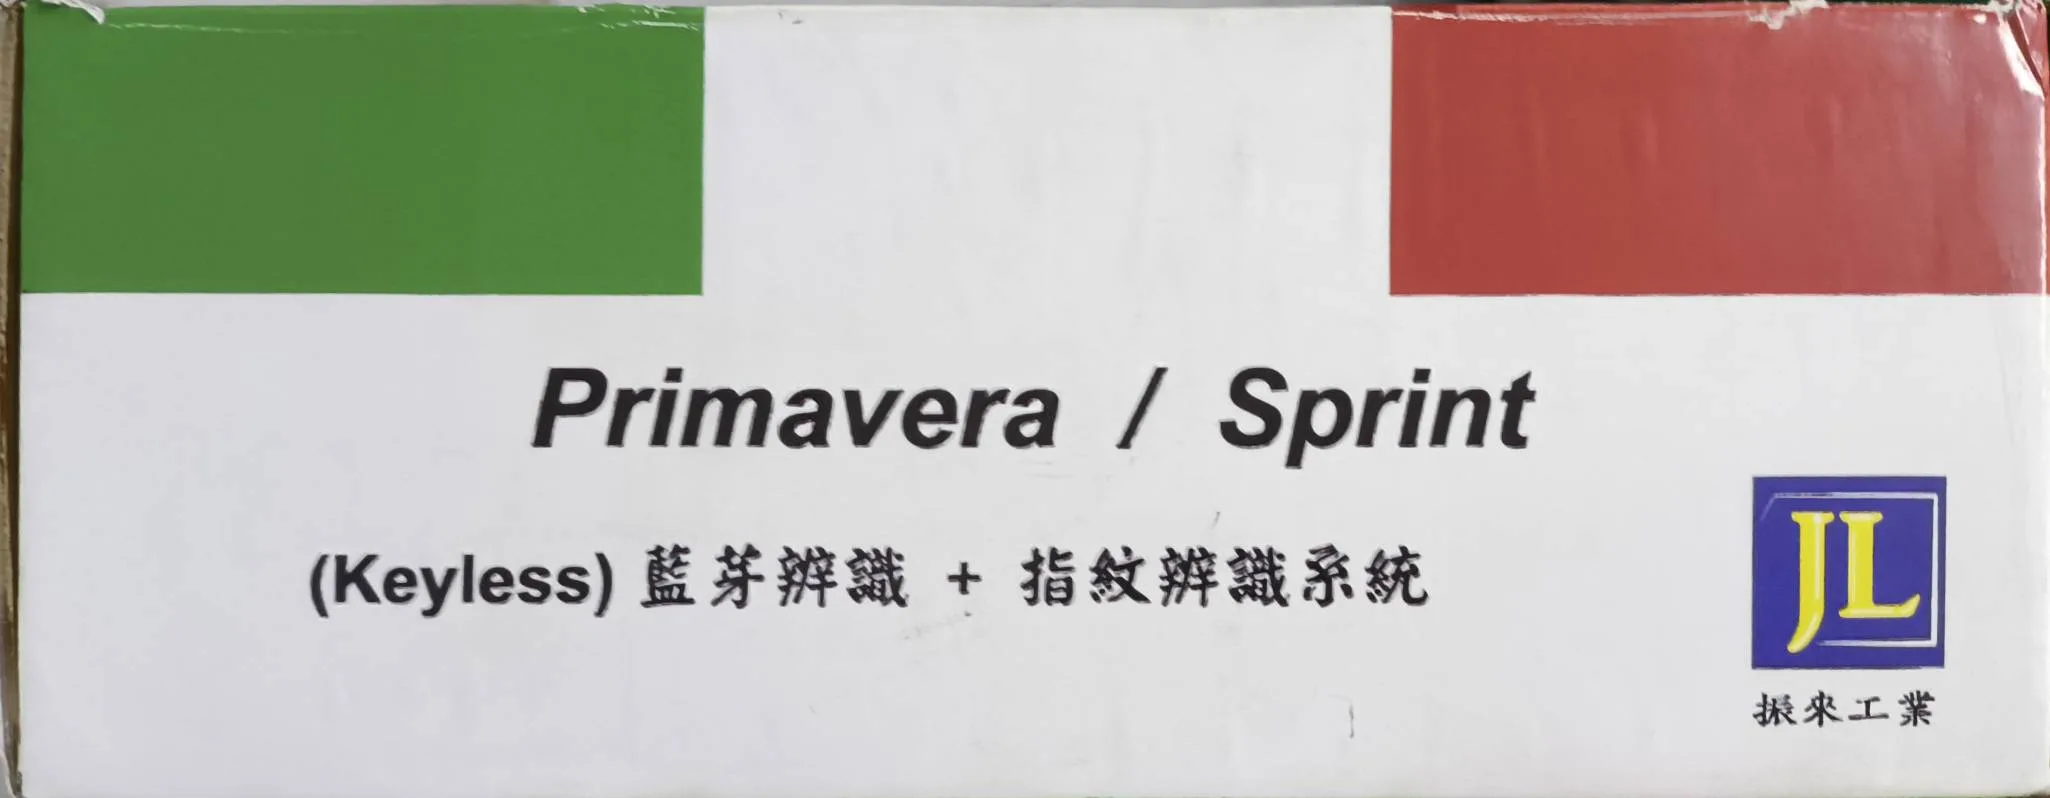 Primavera / Sprint
(Keyless) 藍芽辨識 + 指紋辨識系統
JL
振來工業